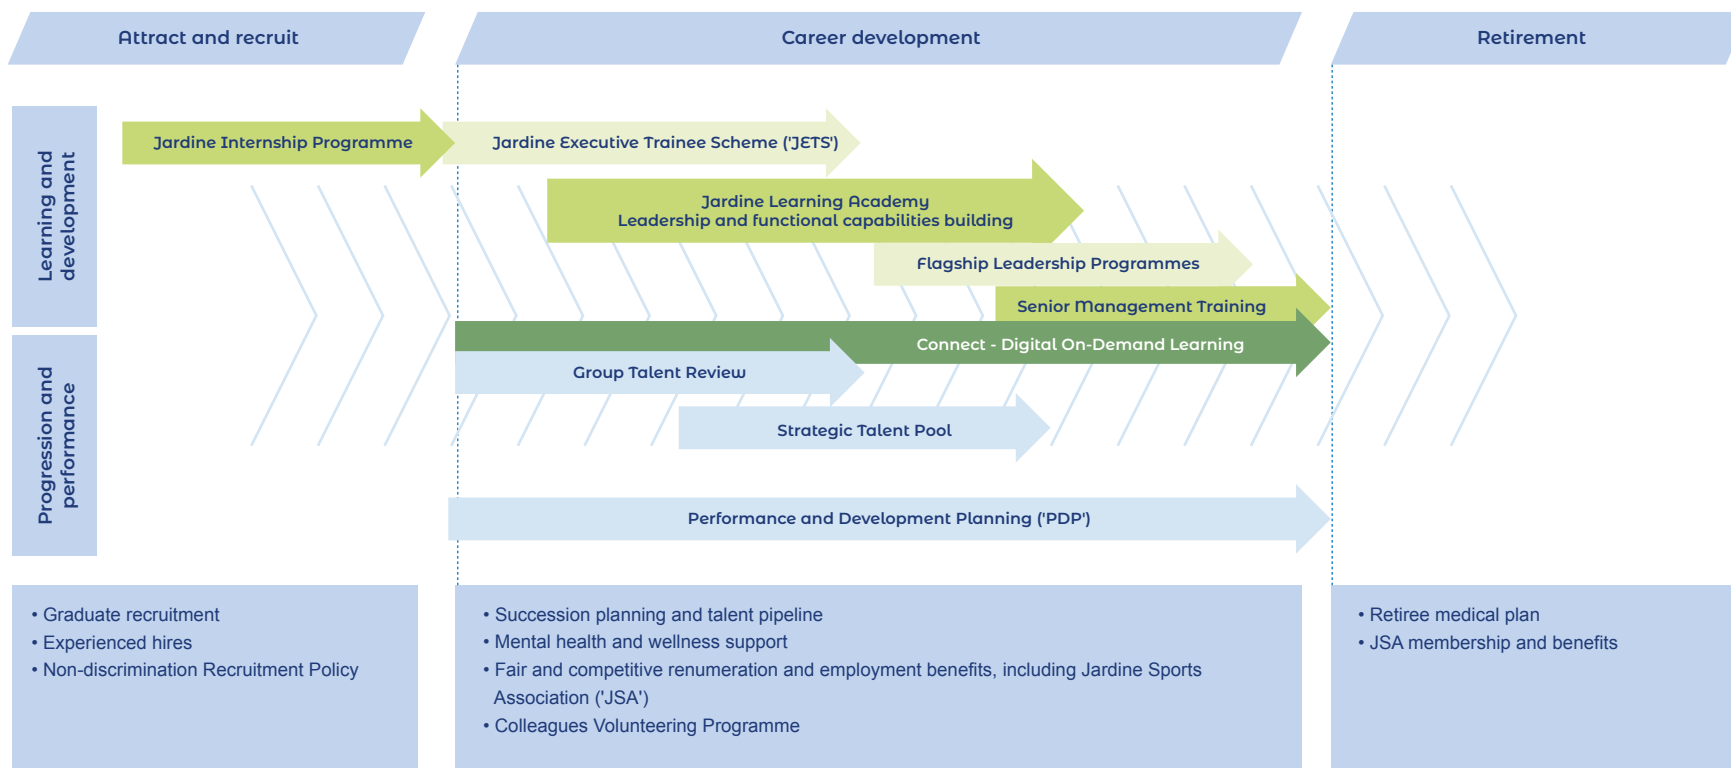 Attract and recruit
Career development
Retirement
Learning and
development
Jardine Internship Programme
Jardine Executive Trainee Scheme ('JETS')
Jardine Learning Academy
Leadership and functional capabilities building
Flagship Leadership Programmes
Senior Management Training
Connect - Digital On-Demand Learning
Progression and
performance
Group Talent Review
Strategic Talent Pool
Performance and Development Planning ('PDP')
• Graduate recruitment
• Experienced hires
• Non-discrimination Recruitment Policy
• Succession planning and talent pipeline
• Mental health and wellness support
• Fair and competitive renumeration and employment benefits, including Jardine Sports
Association ('JSA')
• Colleagues Volunteering Programme
• Retiree medical plan
• JSA membership and benefits